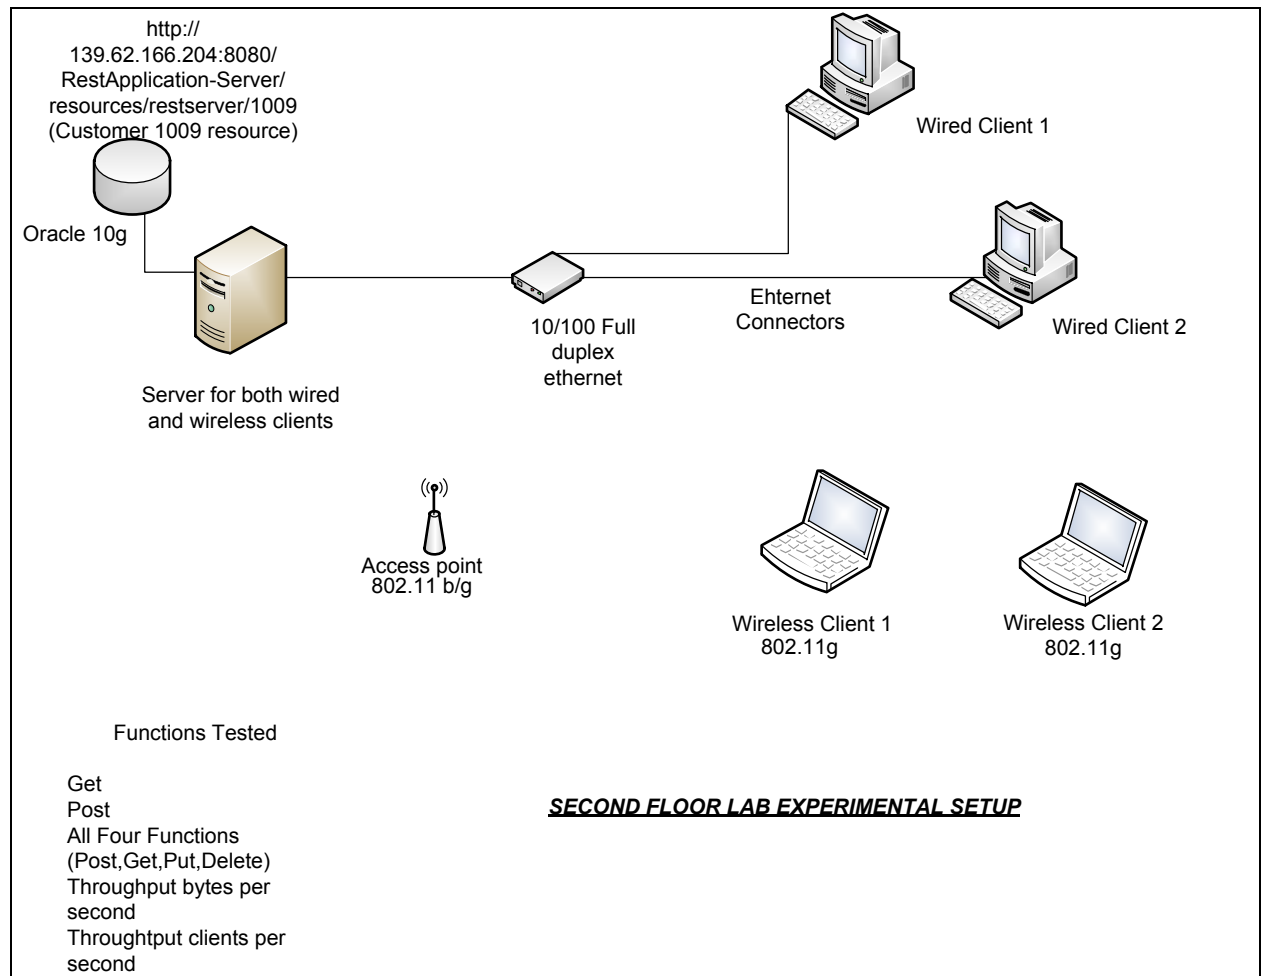 http://
139.62.166.204:8080/
RestApplication-Server/
resources/restserver/1009
(Customer 1009 resource)
Wired Client 1
Oracle 10g
Ehternet
Connectors
10/100 Full
duplex
ethernet
Wired Client 2
Server for both wired
and wireless clients
Access point
802.11 b/g
Wireless Client 1
802.11g
Wireless Client 2
802.11g
Functions Tested
Get
Post
All Four Functions
(Post,Get,Put,Delete)
Throughput bytes per
second
Throughtput clients per
second
SECOND FLOOR LAB EXPERIMENTAL SETUP